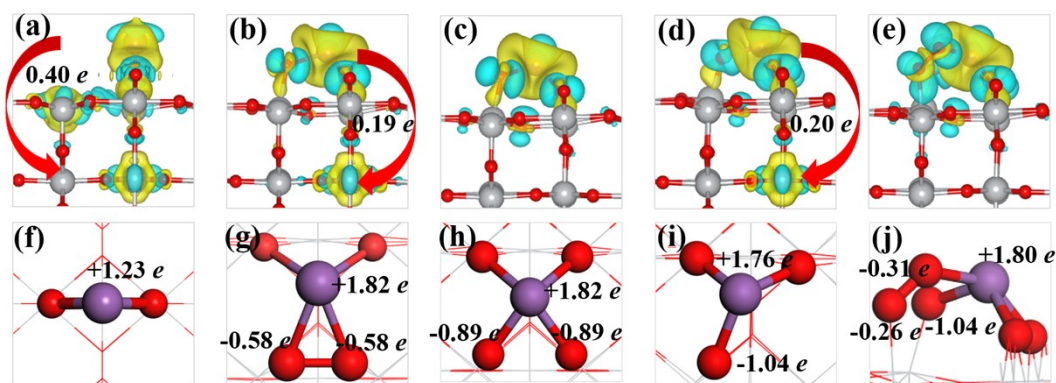 (a) (b) (c) (d) (e)
0.40 e
0.19 e
0.20 e
(f) (g) (h) (i) (j)
+1.23 e
+1.82 e
-0.58 e -0.58 e
+1.82 e
-0.89 e -0.89 e
+1.76 e
-1.04 e
+1.80 e
-0.31 e
-0.26 e -1.04 e